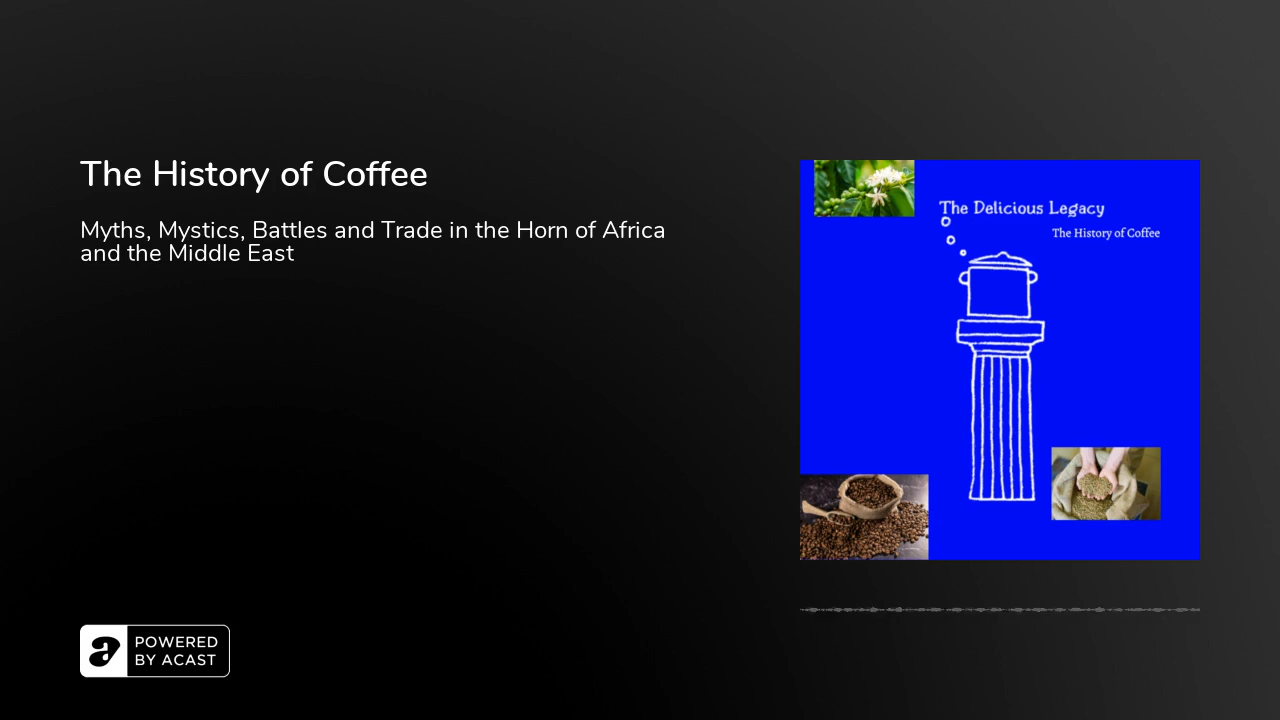 The History of Coffee
Myths, Mystics, Battles and Trade in the Horn of Africa
and the Middle East
The Delicious Legacy
The History of Coffee
POWERED
BY ACAST